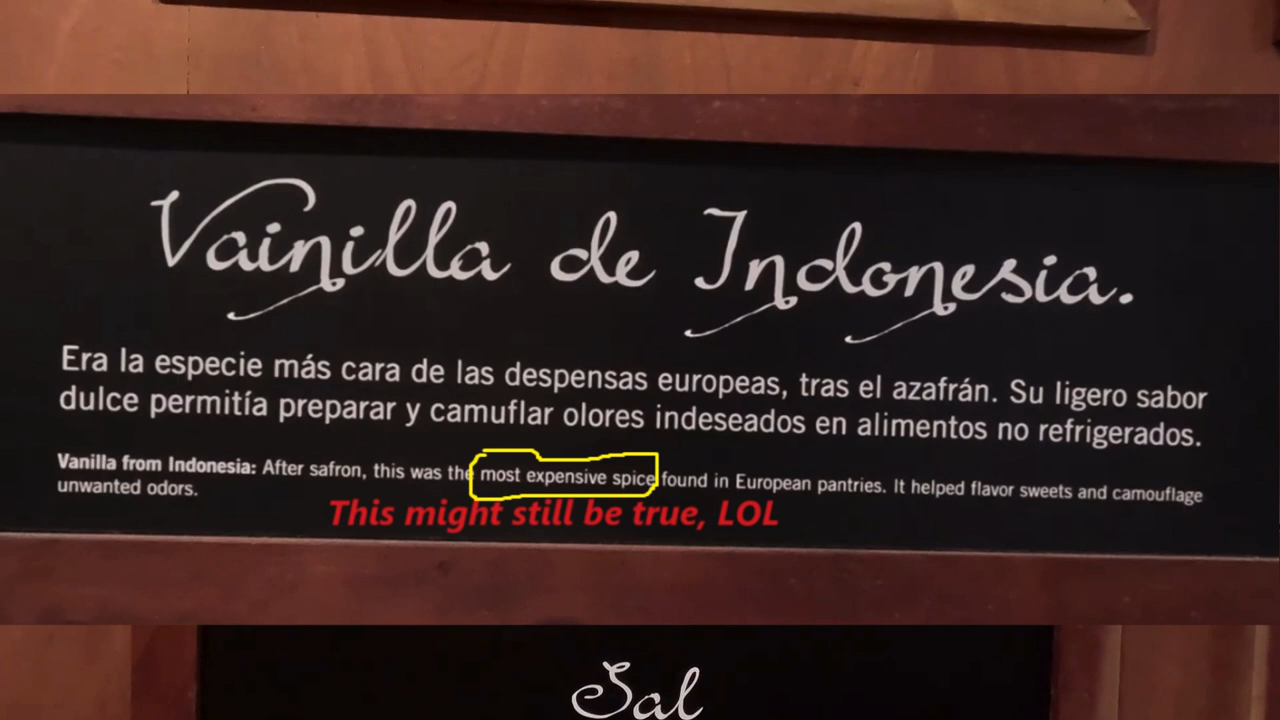 Vainilla de Indonesia.
Era la especie más cara de las despensas europeas, tras el azafrán. Su ligero sabor
dulce permitía preparar y camuflar olores indeseados en alimentos no refrigerados.
Vanilla from Indonesia: After safron, this was the most expensive spice found in European pantries. It helped flavor sweets and camouflage
unwanted odors.
This might still be true, LOL
Sal